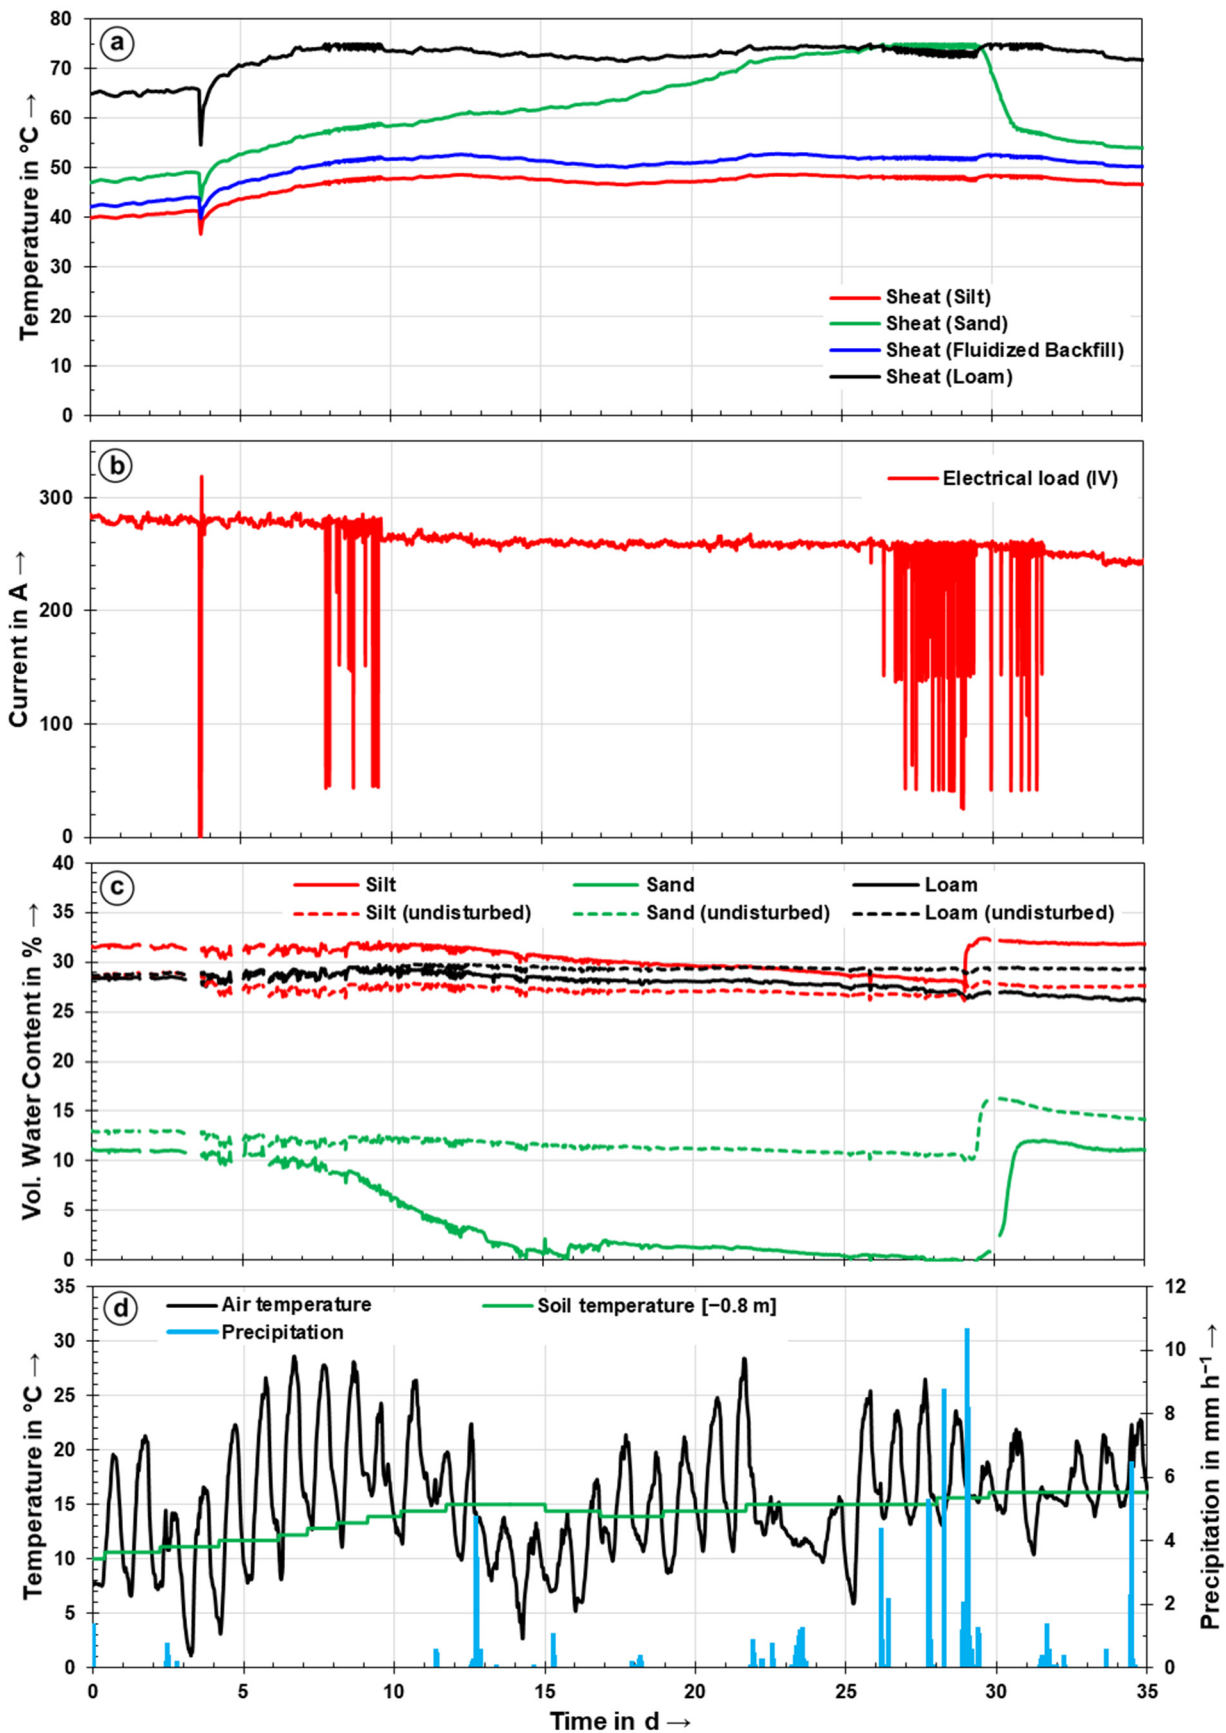 a
80
70
60
50
40
30
20
10
0
Temperature in °C →
Sheat (Silt)
Sheat (Sand)
Sheat (Fluidized Backfill)
Sheat (Loam)
b
300
200
100
0
Current in A →
Electrical load (IV)
c
40
35
30
25
20
15
10
5
0
Vol. Water Content in % →
Silt
Sand
Loam
Silt (undisturbed)
Sand (undisturbed)
Loam (undisturbed)
d
35
30
25
20
15
10
5
0
Temperature in °C →
Air temperature
Soil temperature [−0.8 m]
Precipitation
12
10
8
6
4
2
0
Precipitation in mm h⁻¹ →
0 5 10 15 20 25 30 35
Time in d →